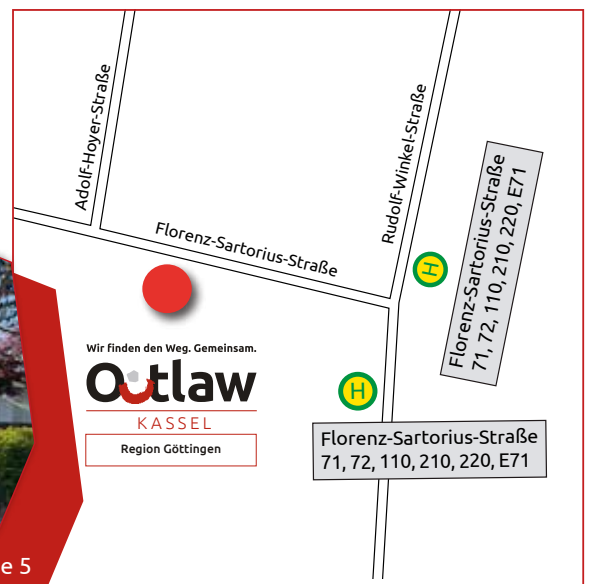 Adolf-Hoyer-Straße
Rudolf-Winkel-Straße
Florenz-Sartorius-Straße
H
Florenz-Sartorius-Straße
71, 72, 110, 210, 220, E71
Wir finden den Weg. Gemeinsam.
Outlaw
KASSEL
Region Göttingen
H
Florenz-Sartorius-Straße
71, 72, 110, 210, 220, E71
e 5